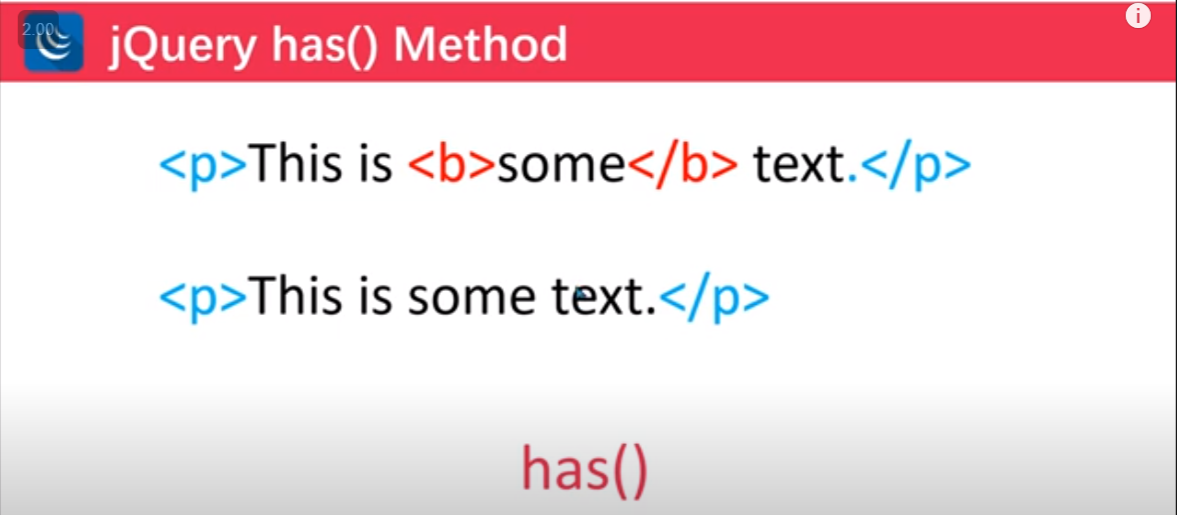 2.00
jQuery has() Method
<p>This is <b>some</b> text.</p>
<p>This is some text.</p>
has()
i